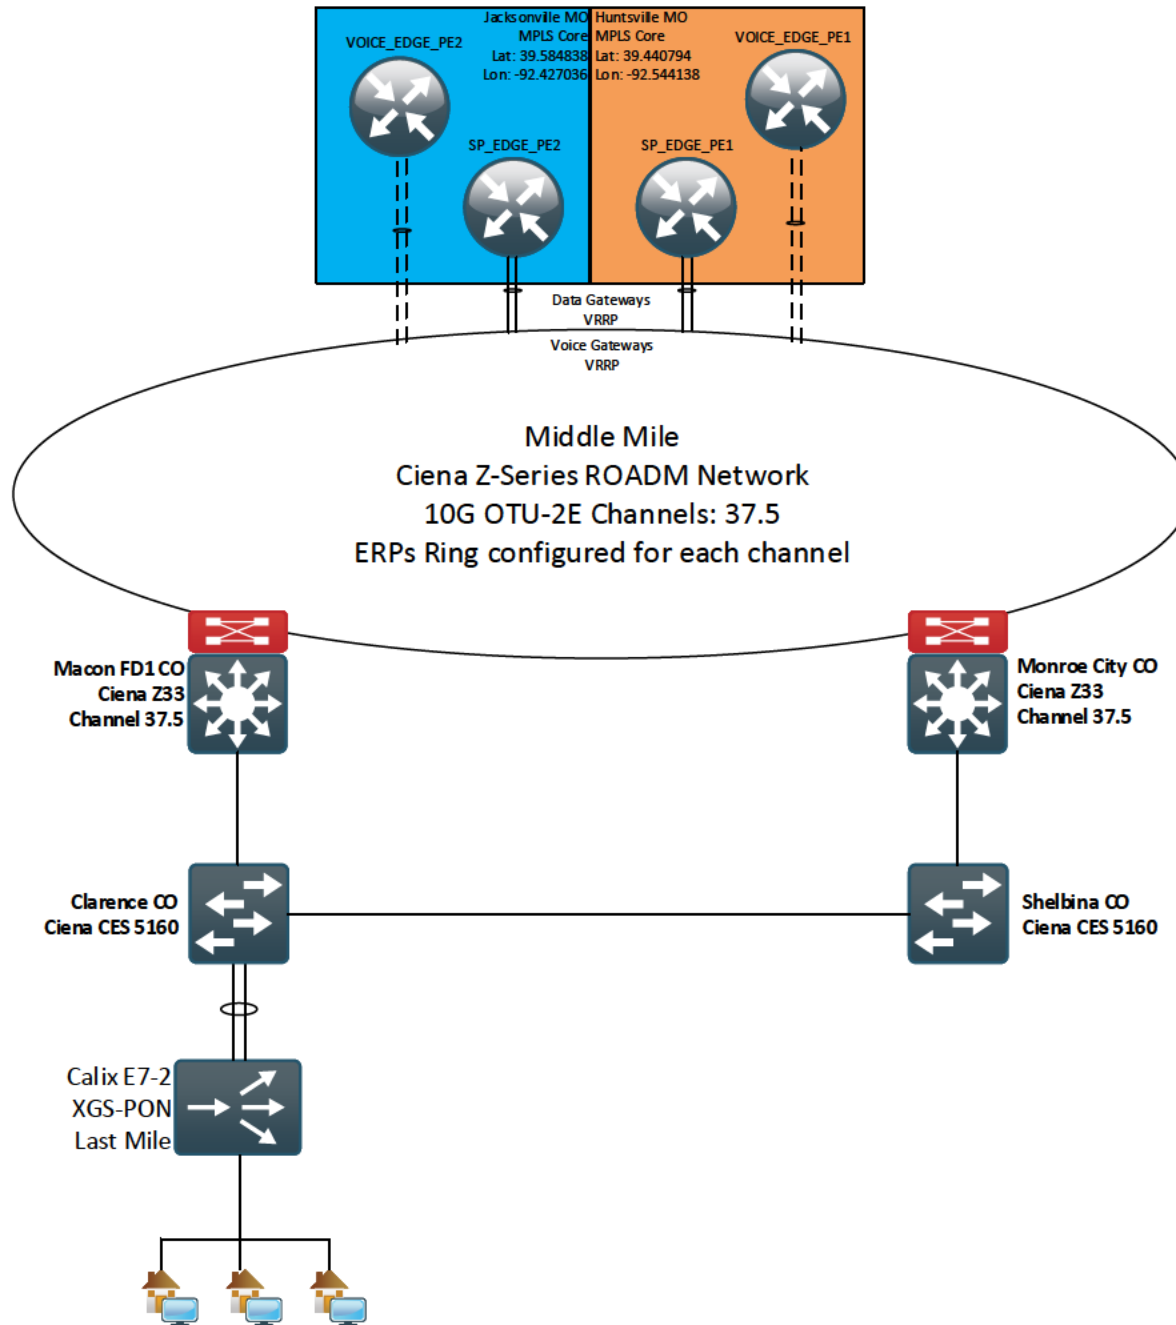 Jacksonville MO
MPLS Core
Lat: 39.584838
Lon: -92.427036
Huntsville MO
MPLS Core
Lat: 39.440794
Lon: -92.544138
VOICE_EDGE_PE2
VOICE_EDGE_PE1
SP_EDGE_PE2
SP_EDGE_PE1
Data Gateways
VRRP
Voice Gateways
VRRP
Middle Mile
Ciena Z-Series ROADM Network
10G OTU-2E Channels: 37.5
ERPs Ring configured for each channel
Macon FD1 CO
Ciena Z33
Channel 37.5
Monroe City CO
Ciena Z33
Channel 37.5
Clarence CO
Ciena CES 5160
Shelbina CO
Ciena CES 5160
Calix E7-2
XGS-PON
Last Mile